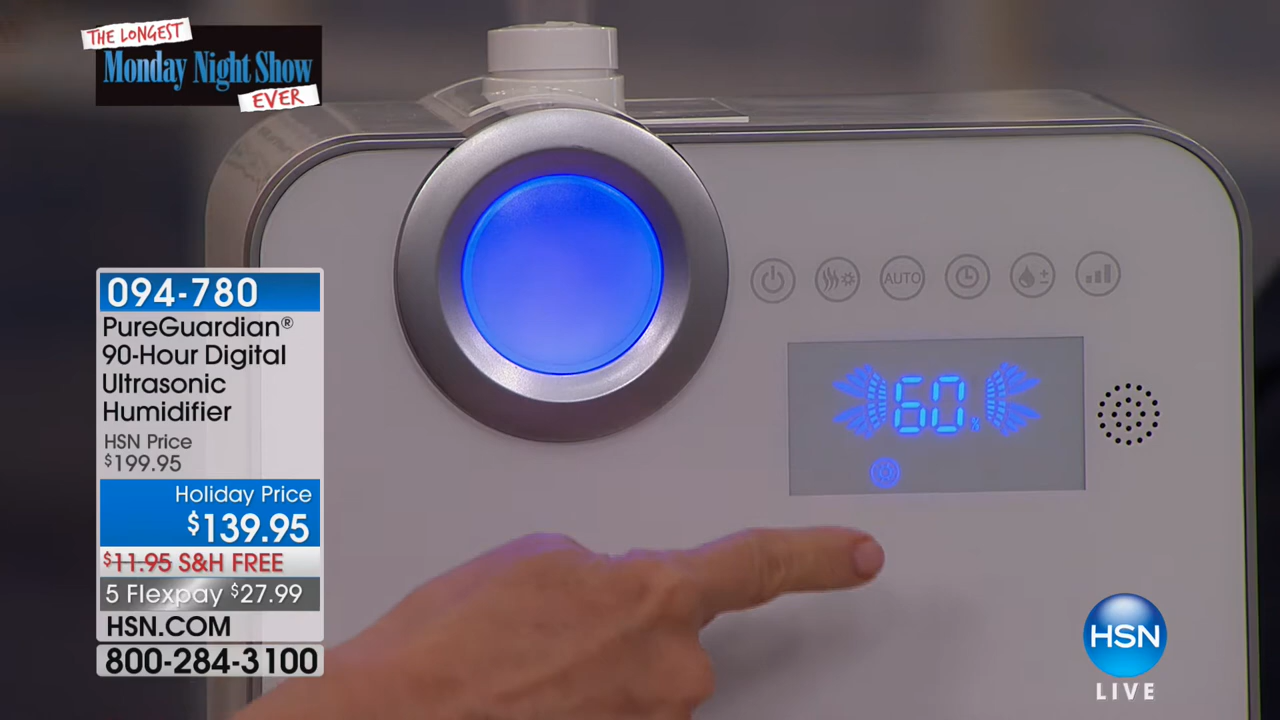 THE LONGEST
Monday Night Show
EVER
094-780
PureGuardian®
90-Hour Digital
Ultrasonic
Humidifier
HSN Price
$199.95
Holiday Price
$139.95
$11.95 S&H FREE
5 Flexpay $27.99
HSN.COM
800-284-3100
AUTO
60%
HSN
LIVE